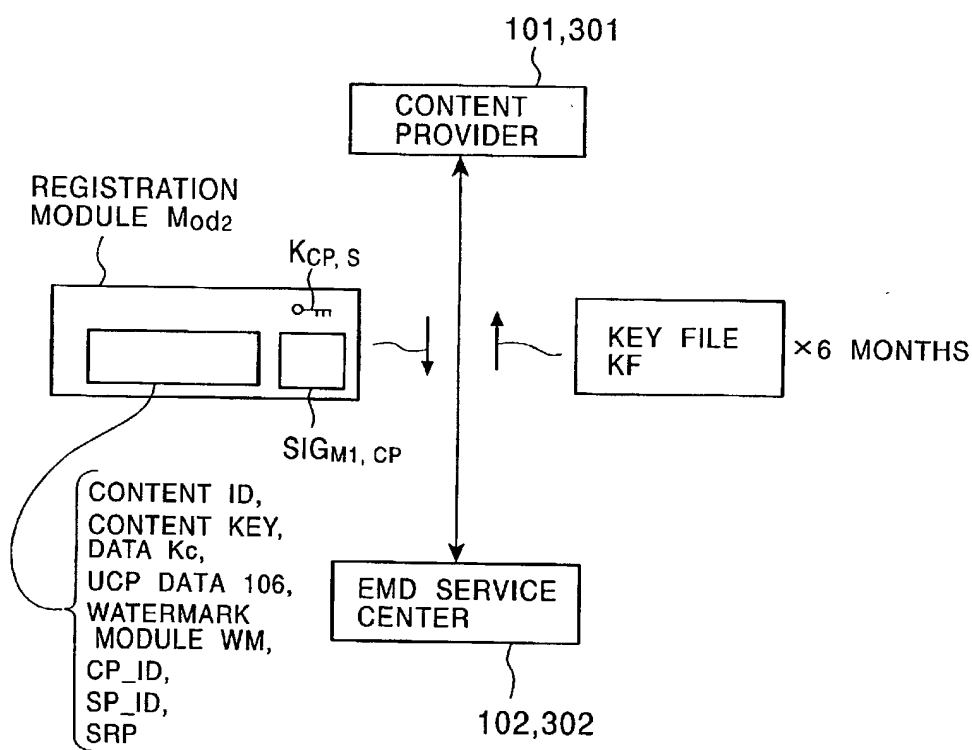 101,301
CONTENT
PROVIDER
REGISTRATION
MODULE Mod2
KCP, S
KEY FILE
KF
×6 MONTHS
SIGM1, CP
CONTENT ID,
CONTENT KEY,
DATA Kc,
UCP DATA 106,
WATERMARK
MODULE WM,
CP_ID,
SP_ID,
SRP
EMD SERVICE
CENTER
102,302